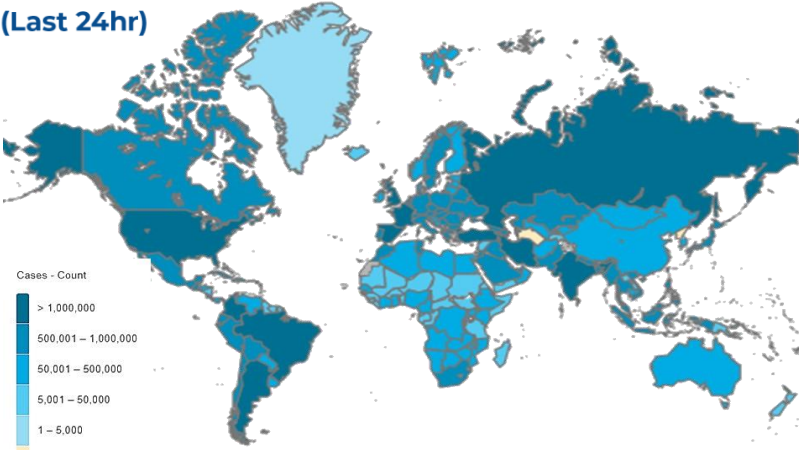 (Last 24hr)
Cases - Count
> 1,000,000
500,001 – 1,000,000
50,001 – 500,000
5,001 – 50,000
1 – 5,000